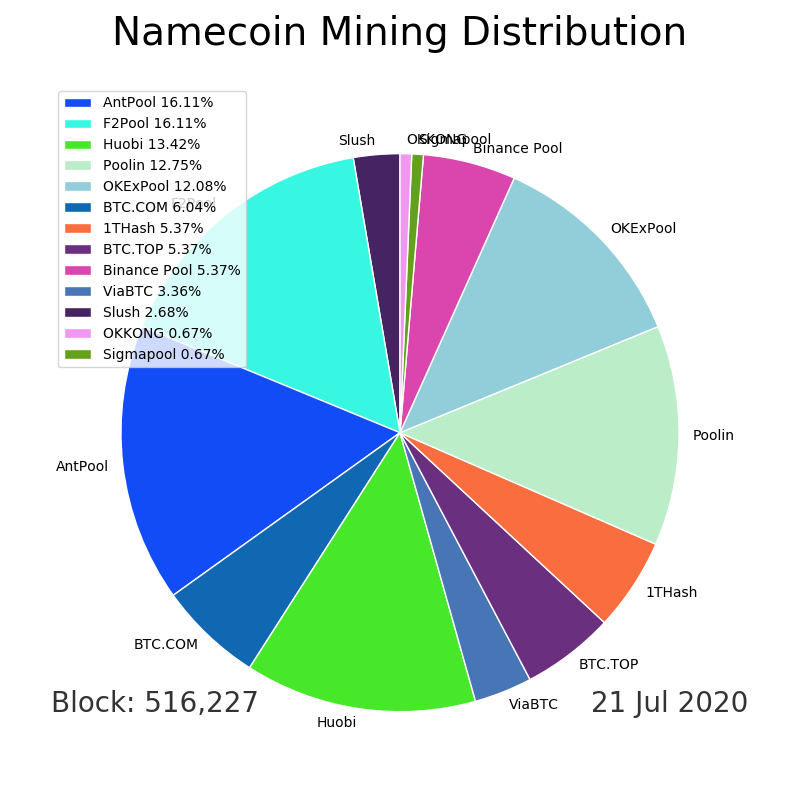 Namecoin Mining Distribution
AntPool 16.11%
F2Pool 16.11%
Huobi 13.42%
Poolin 12.75%
OKExPool 12.08%
BTC.COM 6.04%
1THash 5.37%
BTC.TOP 5.37%
Binance Pool 5.37%
ViaBTC 3.36%
Slush 2.68%
OKKONG 0.67%
Sigmapool 0.67%
Slush
OKKONG
Sigmapool
Binance Pool
F2Pool
OKExPool
Poolin
AntPool
1THash
BTC.COM
BTC.TOP
ViaBTC
Huobi
Block: 516,227
21 Jul 2020